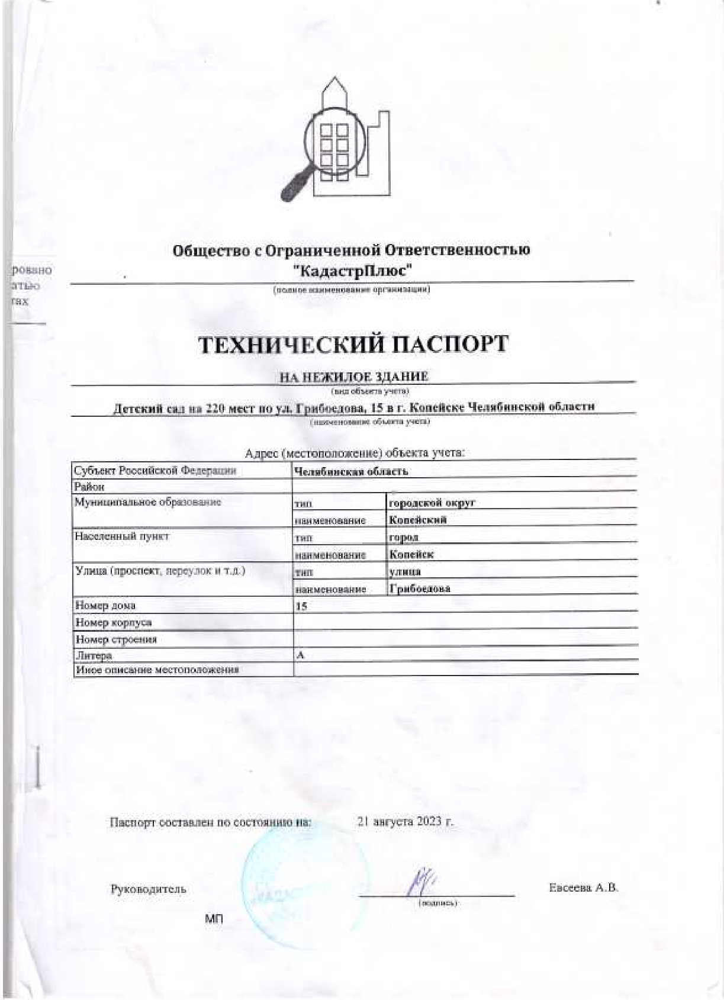 Общество с Ограниченной Ответственностью
"КадастрПлюс"
(полное наименование организации)
ровано
атью
тах
ТЕХНИЧЕСКИЙ ПАСПОРТ
НА НЕЖИЛОЕ ЗДАНИЕ
(вид объекта учета)
Детский сад на 220 мест по ул. Грибоедова, 15 в г. Копейске Челябинской области
(наименование объекта учета)
Адрес (местоположение) объекта учета:
Субъект Российской Федерации Челябинская область
Район
Муниципальное образование тип городской округ
наименование Копейский
Населенный пункт тип город
наименование Копейск
Улица (проспект, переулок и т.д.) тип улица
наименование Грибоедова
Номер дома 15
Номер корпуса
Номер строения
Литера А
Иное описание местоположения
Паспорт составлен по состоянию на: 21 августа 2023 г.
Руководитель Евсеева А.В.
(подпись)
МП